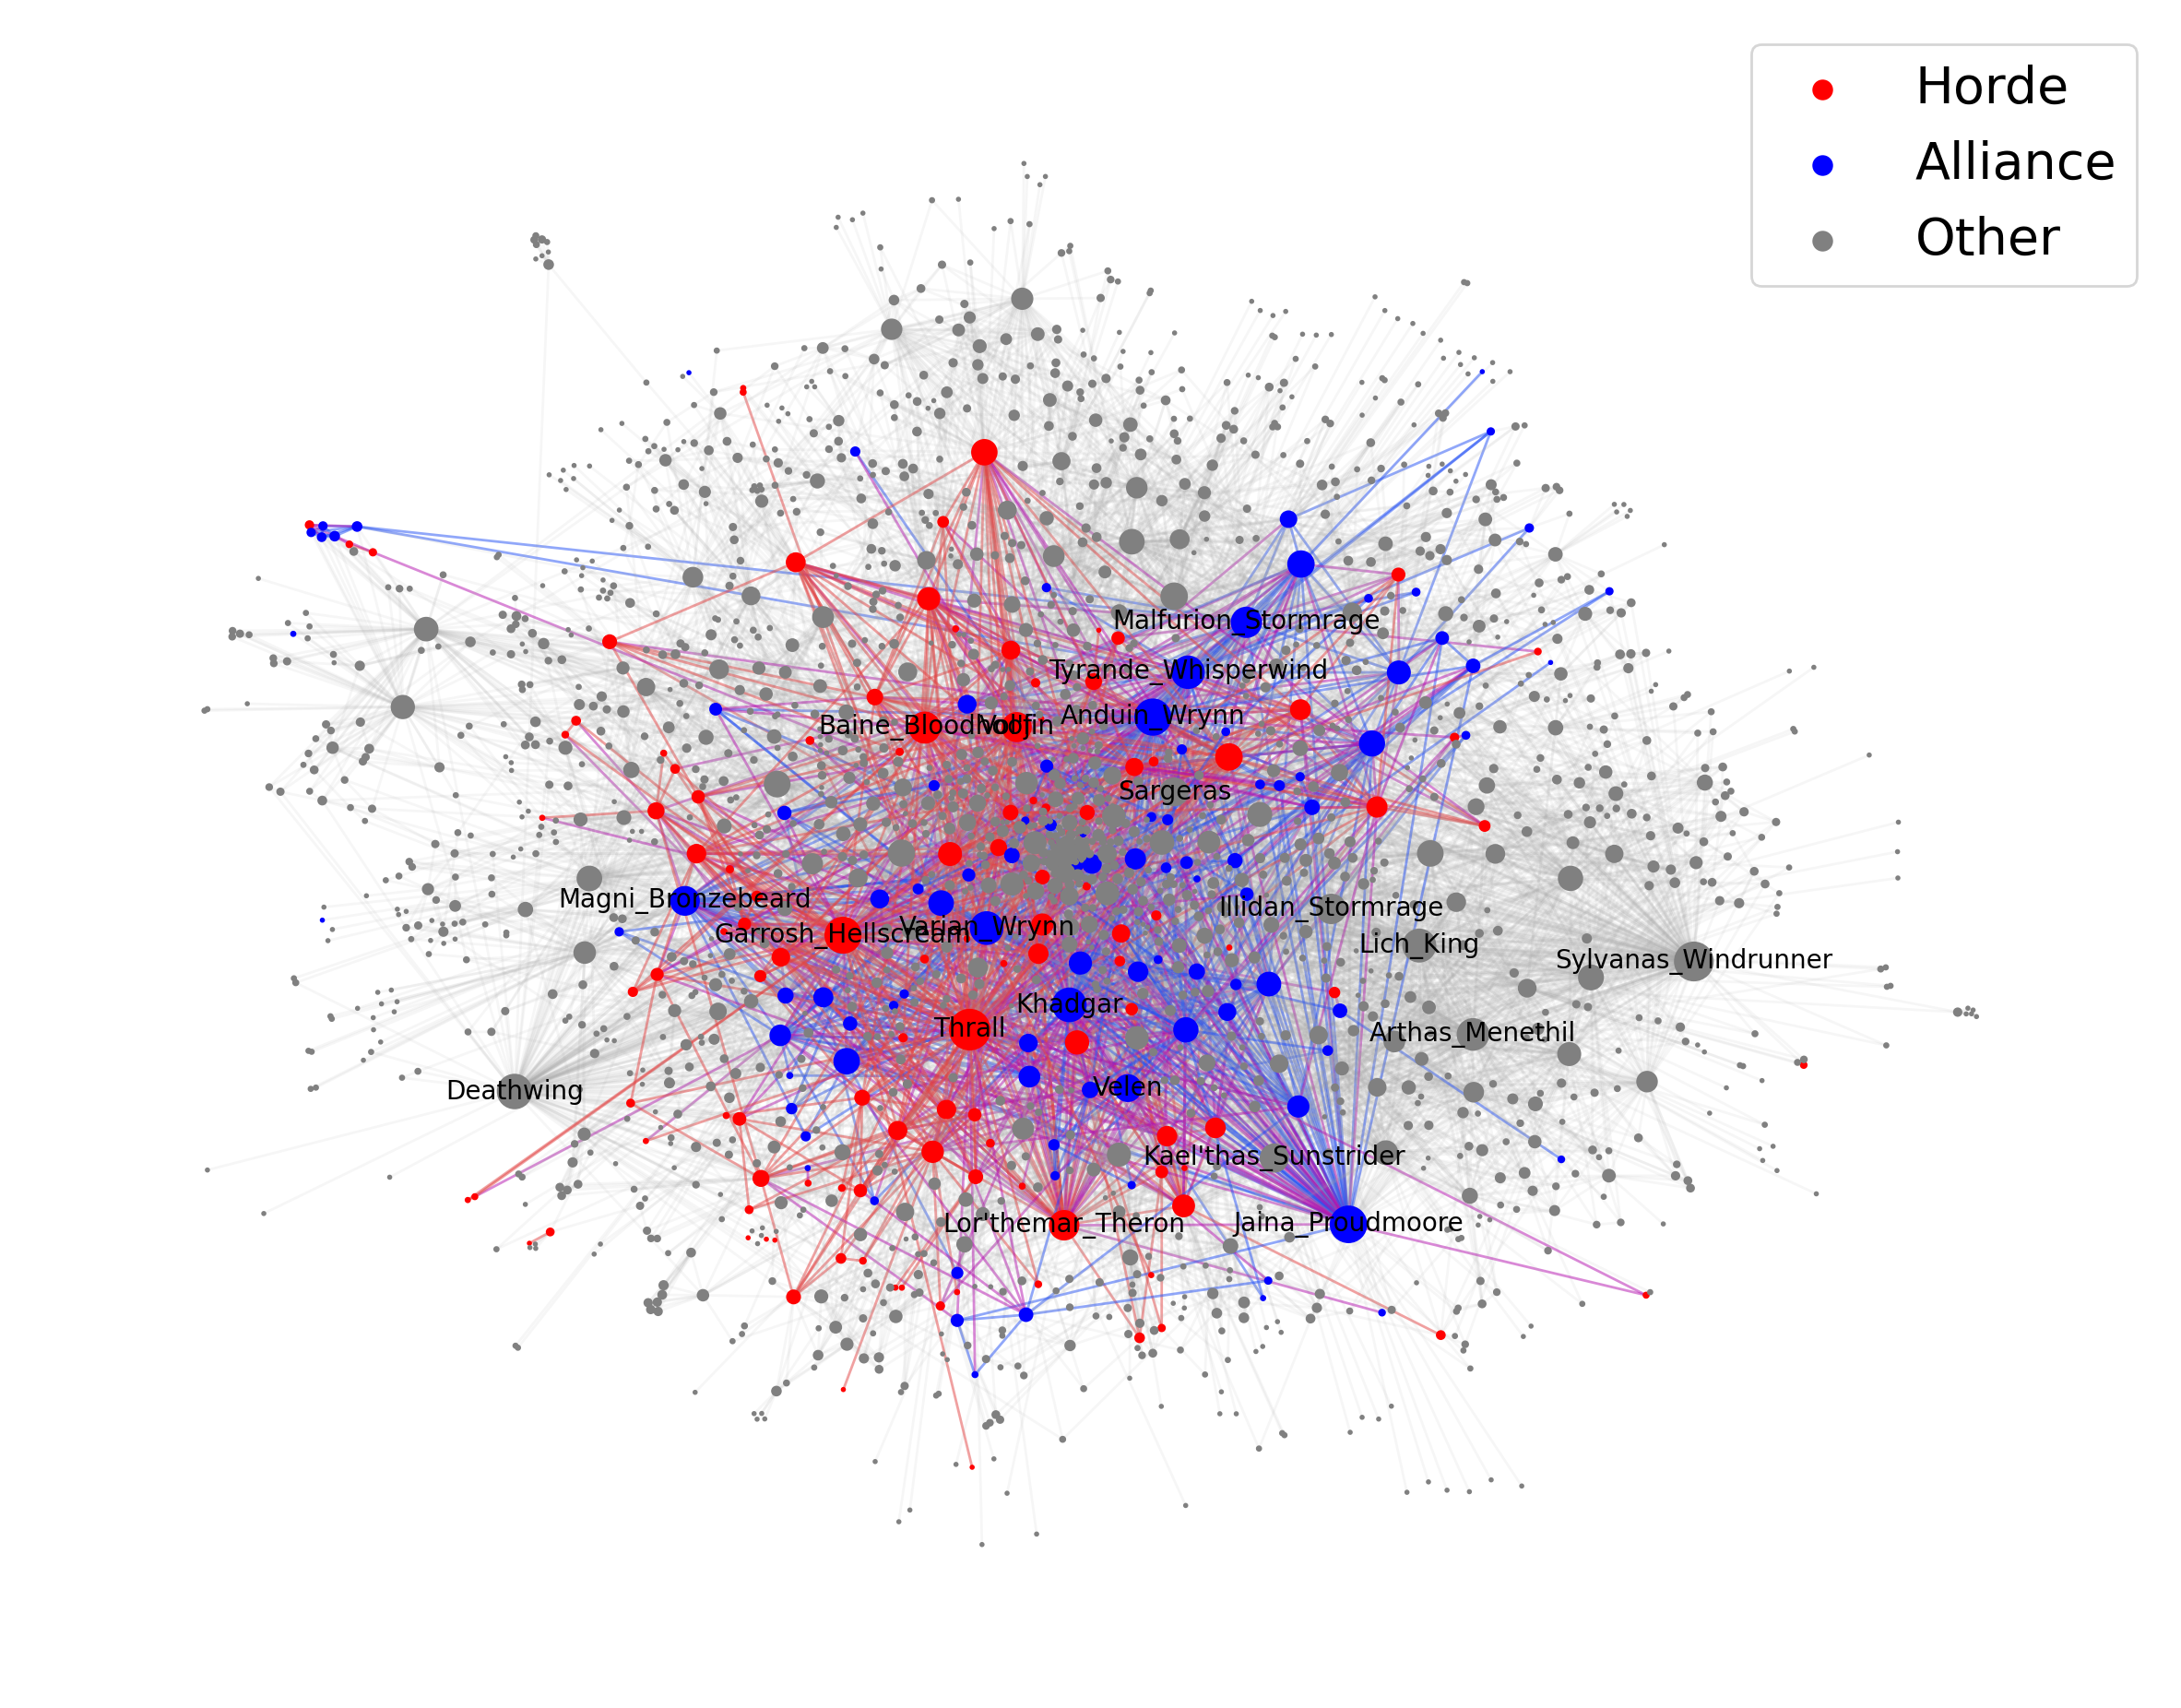 Horde
Alliance
Other
Malfurion_Stormrage
Tyrande_Whisperwind
Anduin_Wrynn
Baine_Bloodhoof
Vol'jin
Sargeras
Magni_Bronzebeard
Illidan_Stormrage
Varian_Wrynn
Garrosh_Hellscream
Lich_King
Sylvanas_Windrunner
Khadgar
Thrall
Arthas_Menethil
Deathwing
Velen
Kael'thas_Sunstrider
Lor'themar_Theron
Jaina_Proudmoore